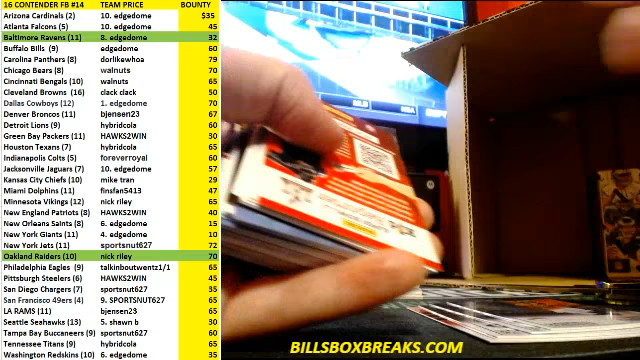 16 CONTENDER FB #14 TEAM PRICE BOUNTY
Arizona Cardinals (2) 10. edgedome $35
Atlanta Falcons (5) 10. edgedome 45
Baltimore Ravens (11) 8. edgedome 32
Buffalo Bills (9) edgedome 60
Carolina Panthers (8) dorlikewhoa 79
Chicago Bears (8) walnuts 70
Cincinnati Bengals (10) walnuts 65
Cleveland Browns (16) clack clack 50
Dallas Cowboys (12) 1. edgedome 70
Denver Broncos (11) bjensen23 67
Detroit Lions (9) hybridcola 60
Green Bay Packers (11) HAWKS2WIN 30
Houston Texans (7) hybridcola 65
Indianapolis Colts (5) foreverroyal 60
Jacksonville Jaguars (7) 10. edgedome 57
Kansas City Chiefs (10) mike tran 29
Miami Dolphins (11) finsfan5413 47
Minnesota Vikings (12) nick riley 65
New England Patriots (8) HAWKS2WIN 40
New Orleans Saints (8) 6. edgedome 15
New York Giants (11) 4. edgedome 10
New York Jets (11) sportsnut627 72
Oakland Raiders (10) nick riley 70
Philadelphia Eagles (9) talkinboutwentz1/1 65
Pittsburgh Steelers (6) HAWKS2WIN 45
San Diego Chargers (7) sportsnut627 35
San Francisco 49ers (4) 9. SPORTSNUT627 65
LA RAMS (11) bjensen23 65
Seattle Seahawks (13) 5. shawn b 30
Tampa Bay Buccaneers (9) sportsnut627 60
Tennessee Titans (9) hybridcola 65
Washington Redskins (10) 6. edgedome 35
BILLSBOXBREAKS.COM